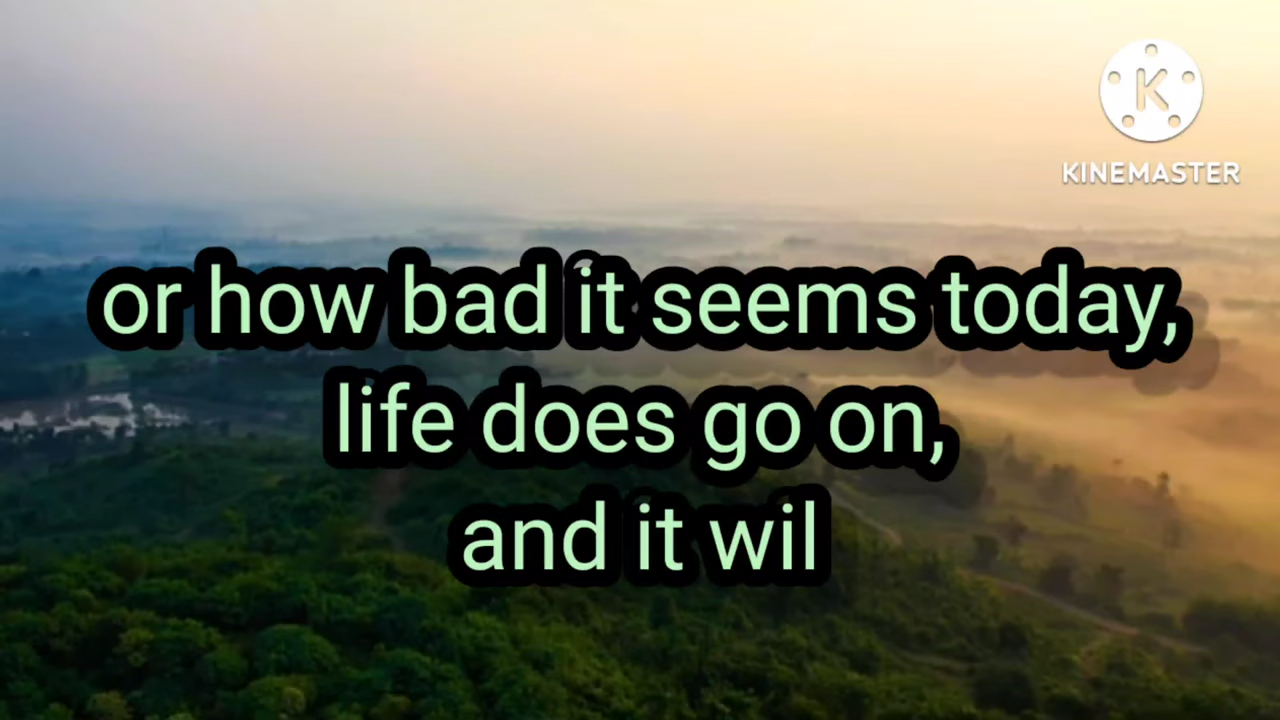 KINEMASTER
or how bad it seems today,
life does go on,
and it wil